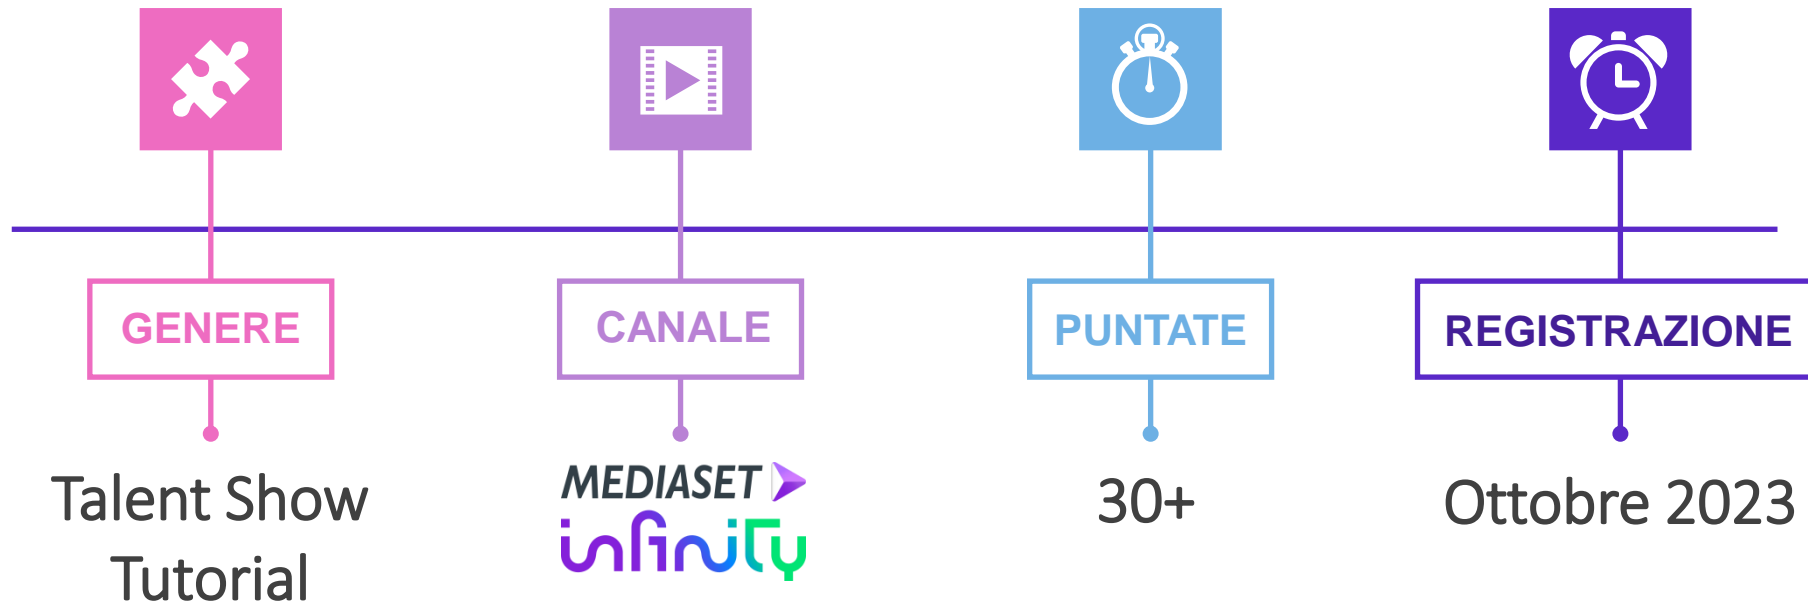 GENERE
CANALE
PUNTATE
REGISTRAZIONE
Talent Show
Tutorial
MEDIASET
infinity
30+
Ottobre 2023